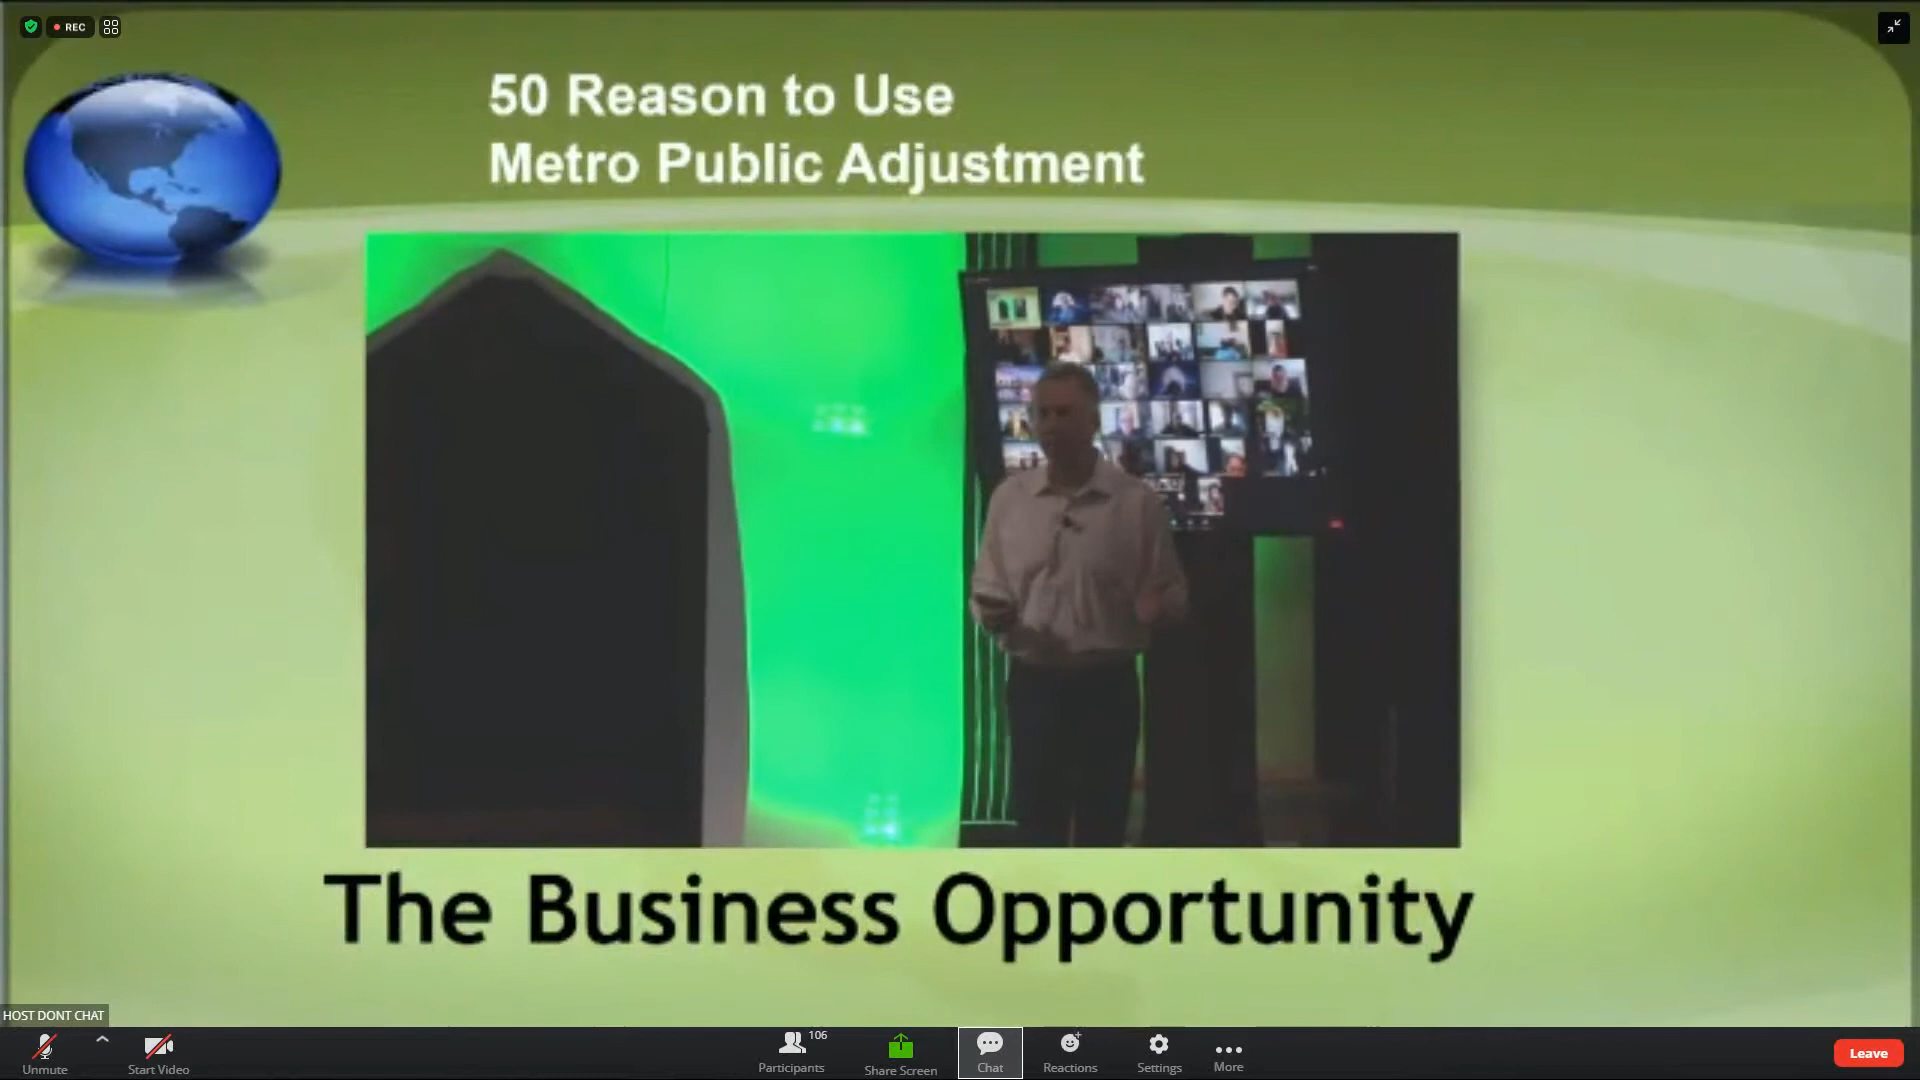 REC
50 Reason to Use
Metro Public Adjustment
The Business Opportunity
HOST DONT CHAT
Unmute
Start Video
106
Participants
Share Screen
Chat
Reactions
Settings
More
Leave